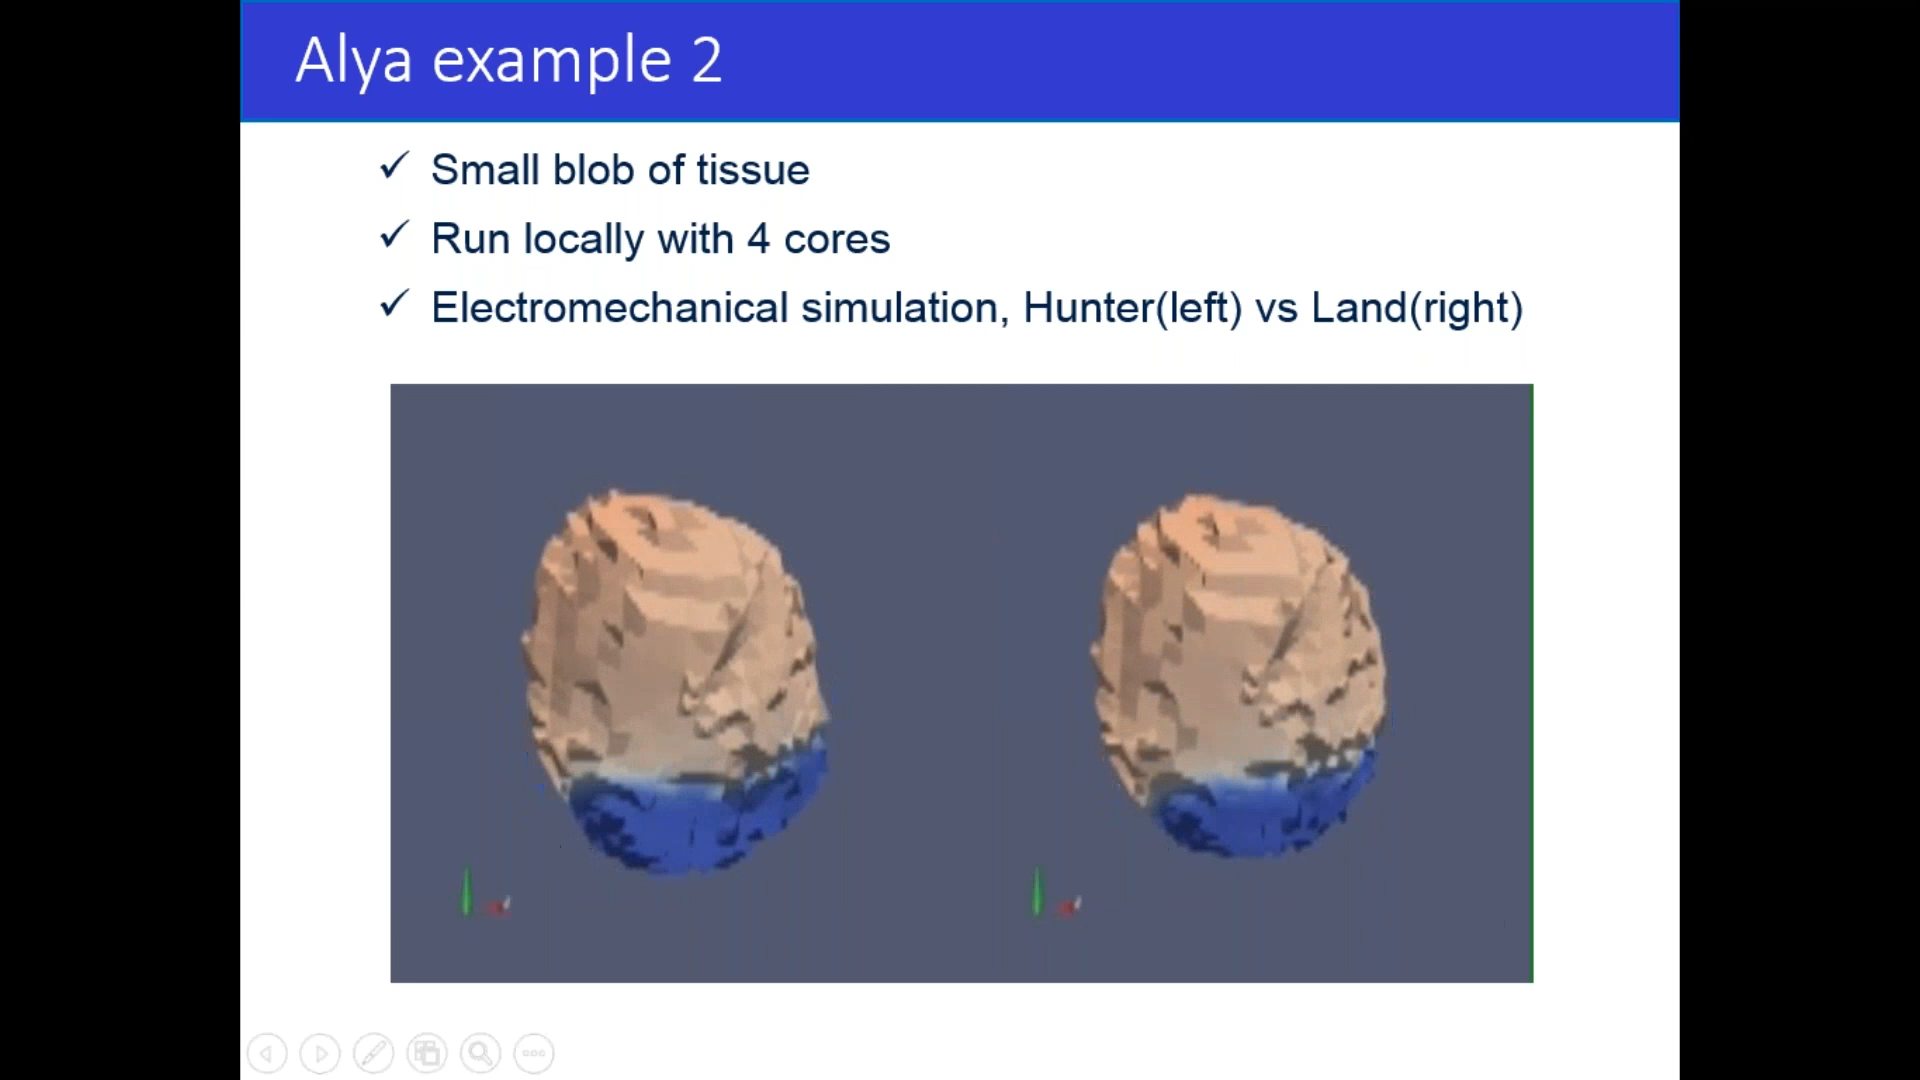 Alya example 2
✓ Small blob of tissue
✓ Run locally with 4 cores
✓ Electromechanical simulation, Hunter(left) vs Land(right)